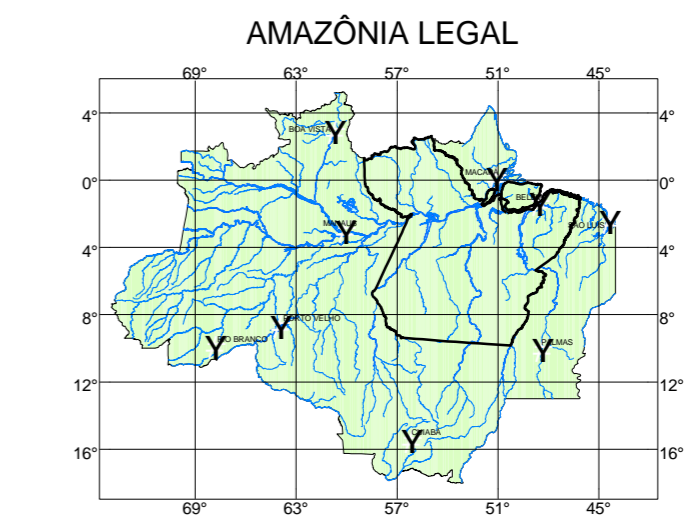 AMAZÔNIA LEGAL
69° 63° 57° 51° 45°
4° 4°
BOA VISTA
0° 0°
MACAPÁ
BELÉM
SÃO LUIS
MANAUS
4° 4°
8° 8°
PORTO VELHO
RIO BRANCO
PALMAS
12° 12°
CUIABÁ
16° 16°
69° 63° 57° 51° 45°